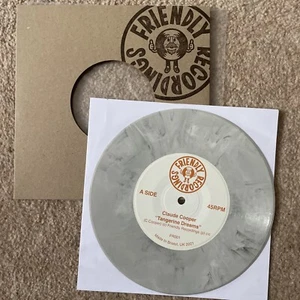 FRIENDLY RECORDINGS
FRIENDLY RECORDINGS
A SIDE
45RPM
Claude Cooper
"Tangerine Dreams"